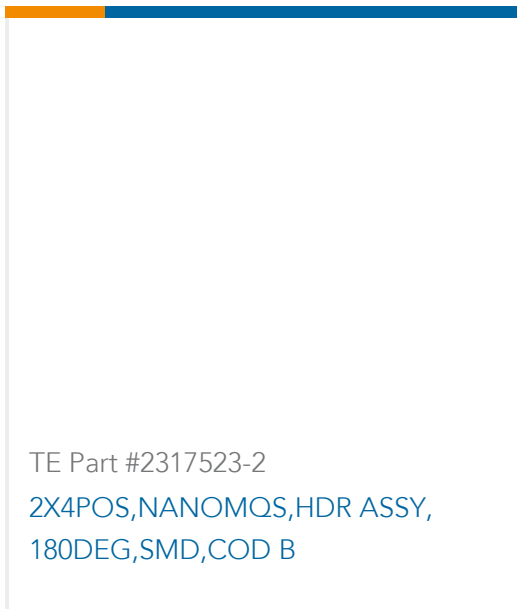 TE Part #2317523-2
2X4POS,NANOMQS,HDR ASSY,
180DEG,SMD,COD B